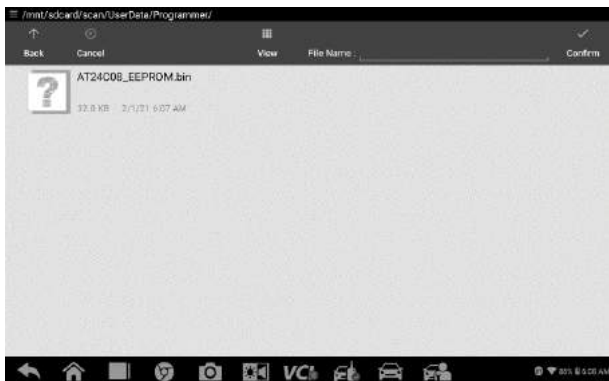 /mnt/sdcard/scan/UserData/Programmer/
Back Cancel View File Name : Confirm
AT24C08_EEPROM.bin
32.0 KB 2/1/21 6:07 AM
VCI